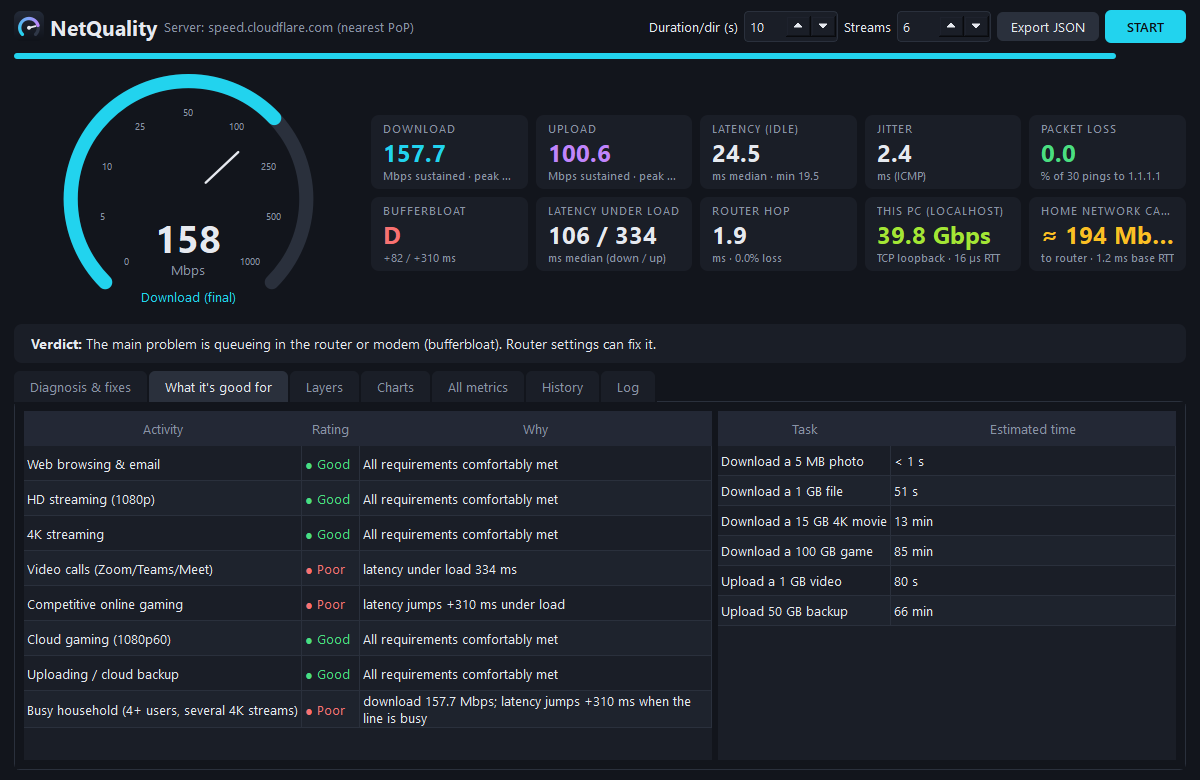 NetQuality Server: speed.cloudflare.com (nearest PoP) Duration/dir (s) 10 Streams 6 Export JSON START
50
25 100
10 250
5 500
0 1000
158
Mbps
Download (final)
DOWNLOAD
157.7
Mbps sustained · peak ...
UPLOAD
100.6
Mbps sustained · peak ...
LATENCY (IDLE)
24.5
ms median · min 19.5
JITTER
2.4
ms (ICMP)
PACKET LOSS
0.0
% of 30 pings to 1.1.1.1
BUFFERBLOAT
D
+82 / +310 ms
LATENCY UNDER LOAD
106 / 334
ms median (down / up)
ROUTER HOP
1.9
ms · 0.0% loss
THIS PC (LOCALHOST)
39.8 Gbps
TCP loopback · 16 µs RTT
HOME NETWORK CA...
≈ 194 Mb...
to router · 1.2 ms base RTT
Verdict: The main problem is queueing in the router or modem (bufferbloat). Router settings can fix it.
Diagnosis & fixes What it's good for Layers Charts All metrics History Log
Activity Rating Why
Web browsing & email ● Good All requirements comfortably met
HD streaming (1080p) ● Good All requirements comfortably met
4K streaming ● Good All requirements comfortably met
Video calls (Zoom/Teams/Meet) ● Poor latency under load 334 ms
Competitive online gaming ● Poor latency jumps +310 ms under load
Cloud gaming (1080p60) ● Good All requirements comfortably met
Uploading / cloud backup ● Good All requirements comfortably met
Busy household (4+ users, several 4K streams) ● Poor download 157.7 Mbps; latency jumps +310 ms when the
line is busy
Task Estimated time
Download a 5 MB photo < 1 s
Download a 1 GB file 51 s
Download a 15 GB 4K movie 13 min
Download a 100 GB game 85 min
Upload a 1 GB video 80 s
Upload 50 GB backup 66 min